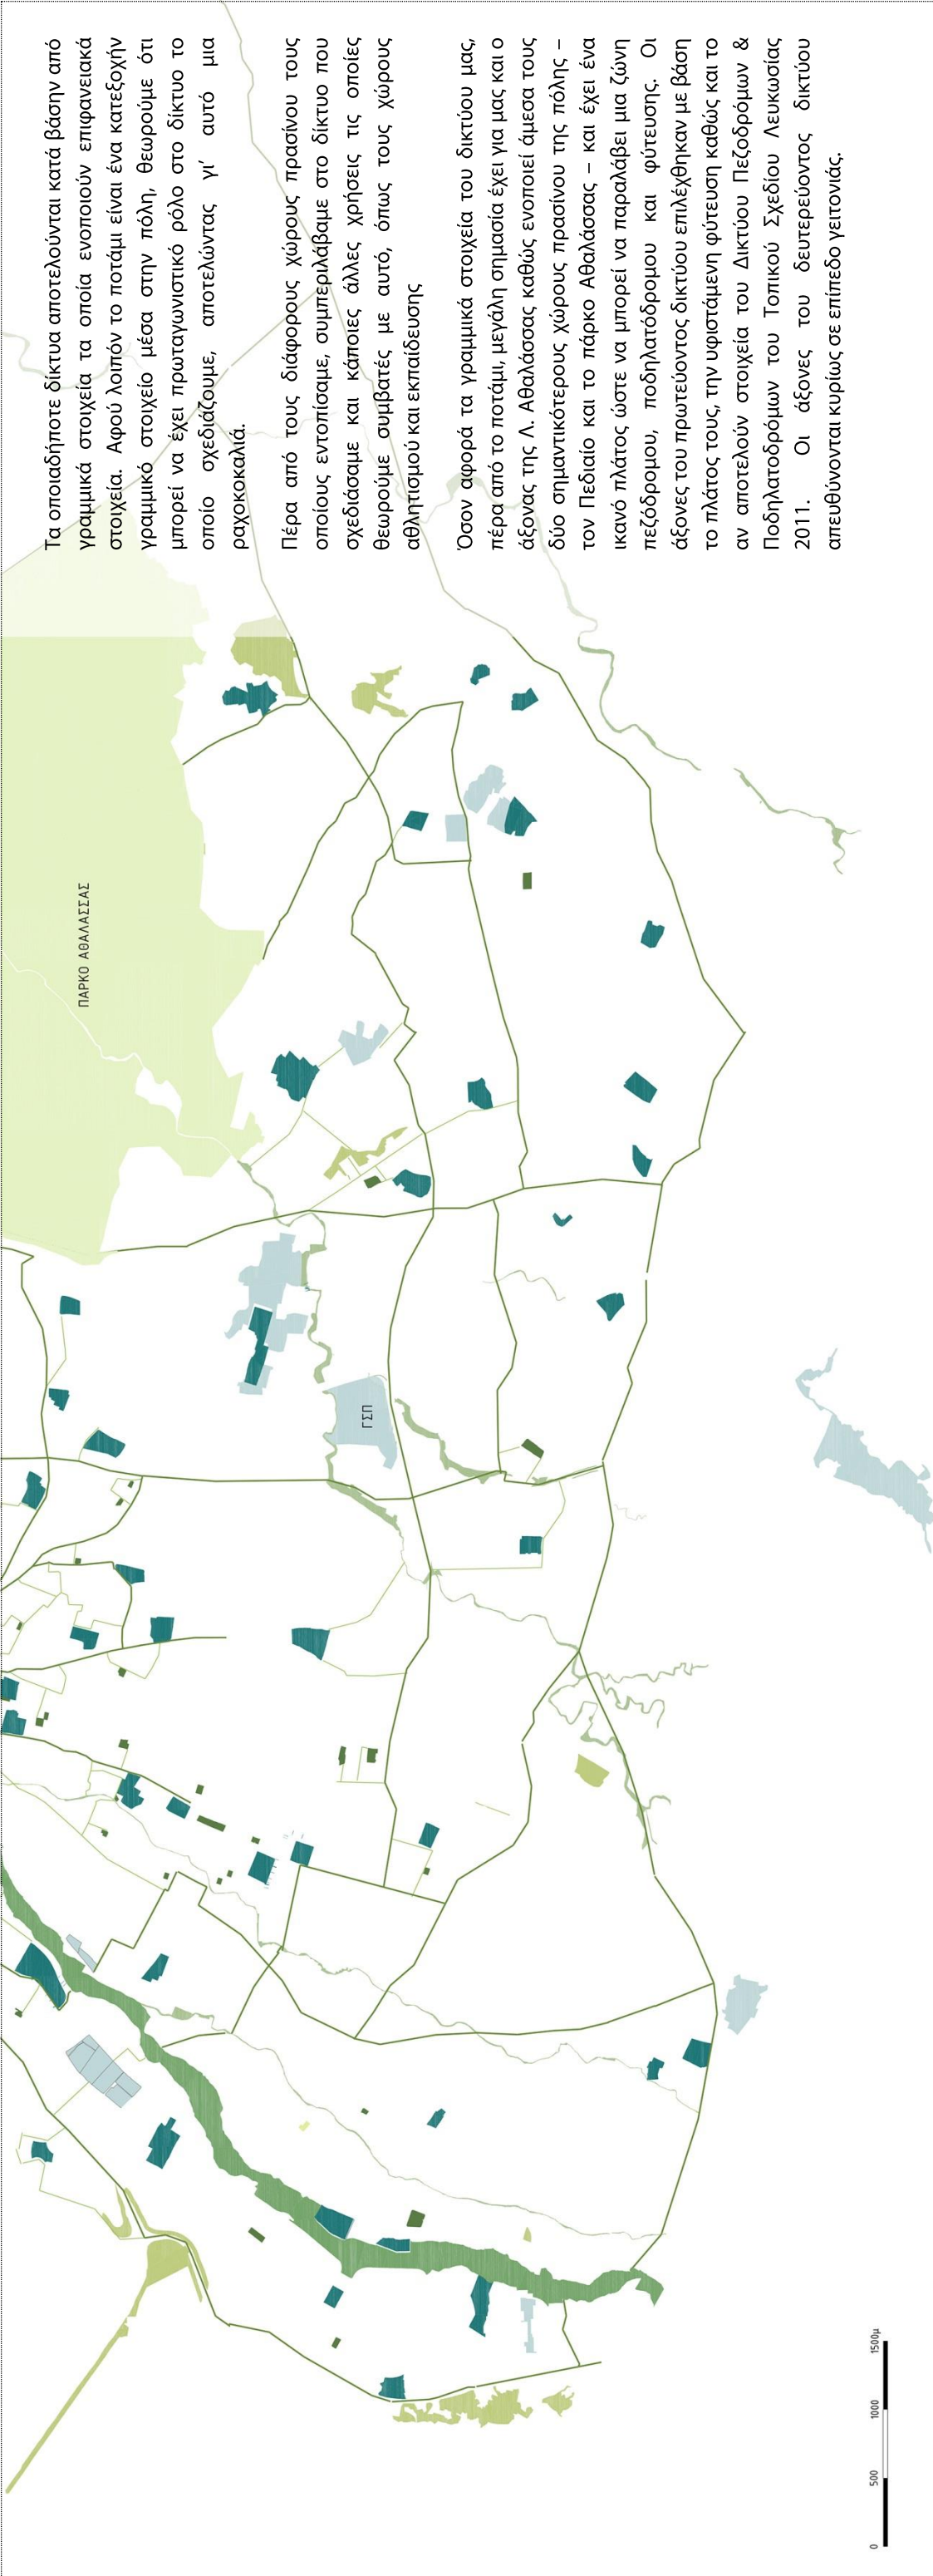 Τα οποιαδήποτε δίκτυα αποτελούνται κατά βάσην από
γραμμικά στοιχεία τα οποία ενοποιούν επιφανειακά
στοιχεία. Αφού λοιπόν το ποτάμι είναι ένα κατεξοχήν
γραμμικό στοιχείο μέσα στην πόλη, θεωρούμε ότι
μπορεί να έχει πρωταγωνιστικό ρόλο στο δίκτυο το
οποίο σχεδιάζουμε, αποτελώντας γι’ αυτό μια
ραχοκοκαλιά.
Πέρα από τους διάφορους χώρους πρασίνου τους
οποίους εντοπίσαμε, συμπεριλάβαμε στο δίκτυο που
σχεδιάσαμε και κάποιες άλλες χρήσεις τις οποίες
θεωρούμε συμβατές με αυτό, όπως τους χώρους
αθλητισμού και εκπαίδευσης
Όσον αφορά τα γραμμικά στοιχεία του δικτύου μας,
πέρα από το ποτάμι, μεγάλη σημασία έχει για μας και ο
άξονας της Λ. Αθαλάσσας καθώς ενοποιεί άμεσα τους
δύο σημαντικότερους χώρους πρασίνου της πόλης –
τον Πεδιαίο και το πάρκο Αθαλάσσας – και έχει ένα
ικανό πλάτος ώστε να μπορεί να παραλάβει μια ζώνη
πεζόδρομου, ποδηλατόδρομου και φύτευσης. Οι
άξονες του πρωτεύοντος δικτύου επιλέχθηκαν με βάση
το πλάτος τους, την υφιστάμενη φύτευση καθώς και το
αν αποτελούν στοιχεία του Δικτύου Πεζοδρόμων &
Ποδηλατοδρόμων του Τοπικού Σχεδίου Λευκωσίας
2011. Οι άξονες του δευτερεύοντος δικτύου
απευθύνονται κυρίως σε επίπεδο γειτονιάς.
ΠΑΡΚΟ ΑΘΑΛΑΣΣΑΣ
ΓΣΠ
0 500 1000 1500μ